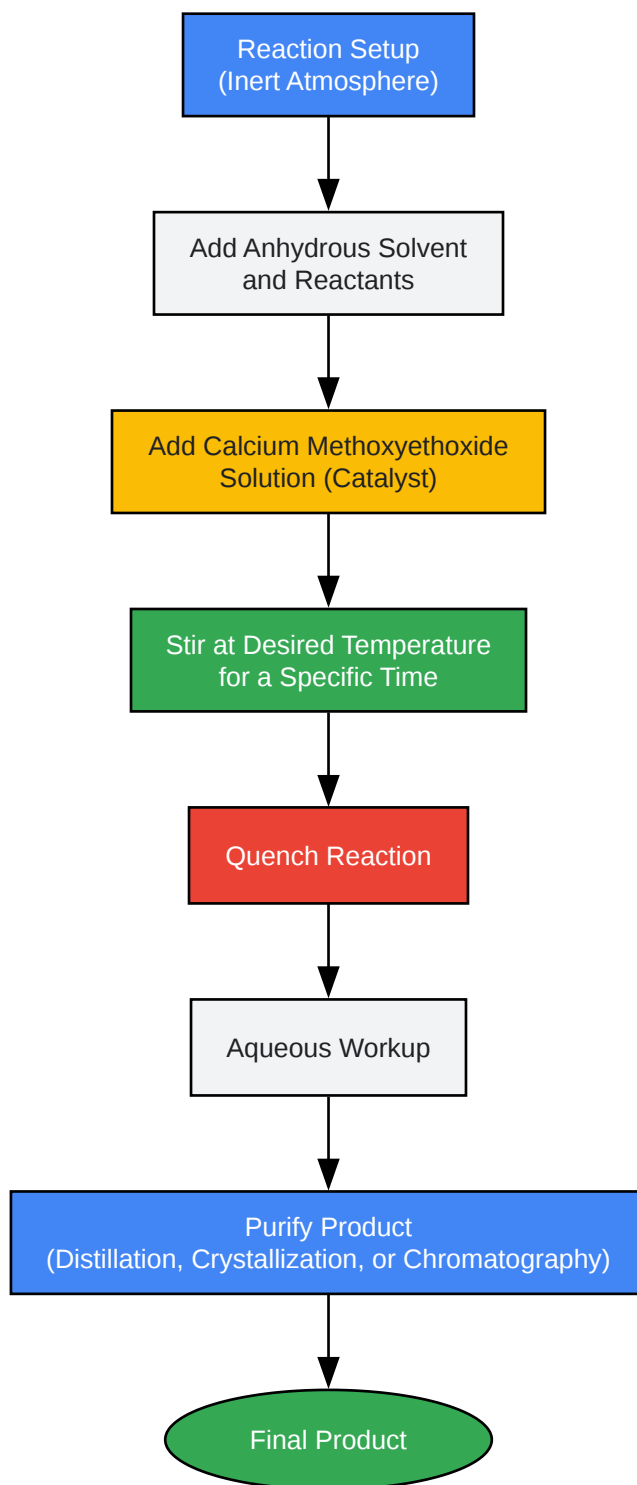 Reaction Setup
(Inert Atmosphere)
Add Anhydrous Solvent
and Reactants
Add Calcium Methoxyethoxide
Solution (Catalyst)
Stir at Desired Temperature
for a Specific Time
Quench Reaction
Aqueous Workup
Purify Product
(Distillation, Crystallization, or Chromatography)
Final Product